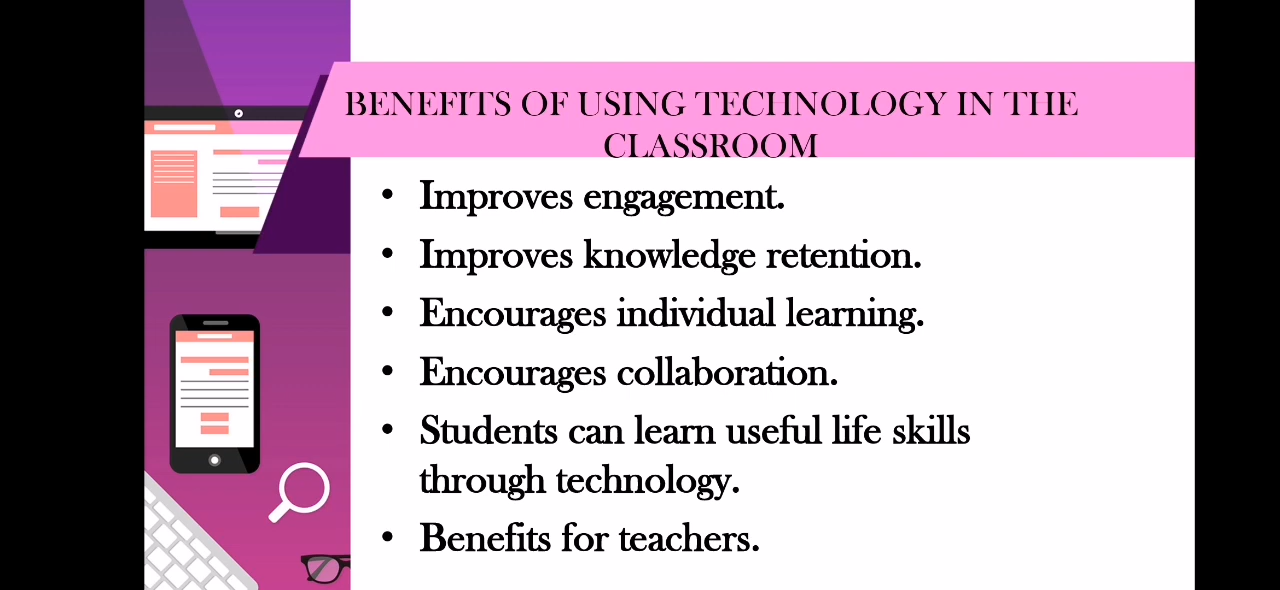 BENEFITS OF USING TECHNOLOGY IN THE
CLASSROOM
• Improves engagement.
• Improves knowledge retention.
• Encourages individual learning.
• Encourages collaboration.
• Students can learn useful life skills
through technology.
• Benefits for teachers.